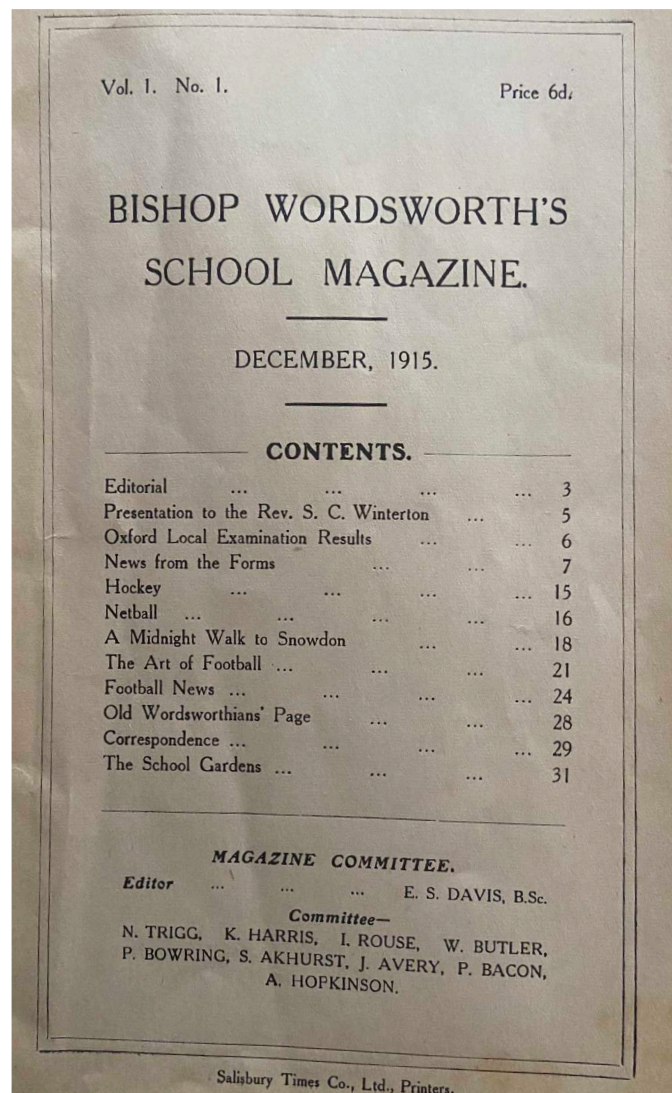 Vol. 1. No. 1. Price 6d.
BISHOP WORDSWORTH'S
SCHOOL MAGAZINE.
DECEMBER, 1915.
CONTENTS.
Editorial ... ... ... ... 3
Presentation to the Rev. S. C. Winterton ... 5
Oxford Local Examination Results ... ... 6
News from the Forms ... ... 7
Hockey ... ... ... ... 15
Netball ... ... ... ... 16
A Midnight Walk to Snowdon ... ... 18
The Art of Football ... ... ... 21
Football News ... ... ... ... 24
Old Wordsworthians' Page ... ... 28
Correspondence ... ... ... ... 29
The School Gardens ... ... ... 31
MAGAZINE COMMITTEE.
Editor ... ... ... E. S. DAVIS, B.Sc.
Committee—
N. TRIGG, K. HARRIS, I. ROUSE, W. BUTLER,
P. BOWRING, S. AKHURST, J. AVERY, P. BACON,
A. HOPKINSON.
Salisbury Times Co., Ltd., Printers.